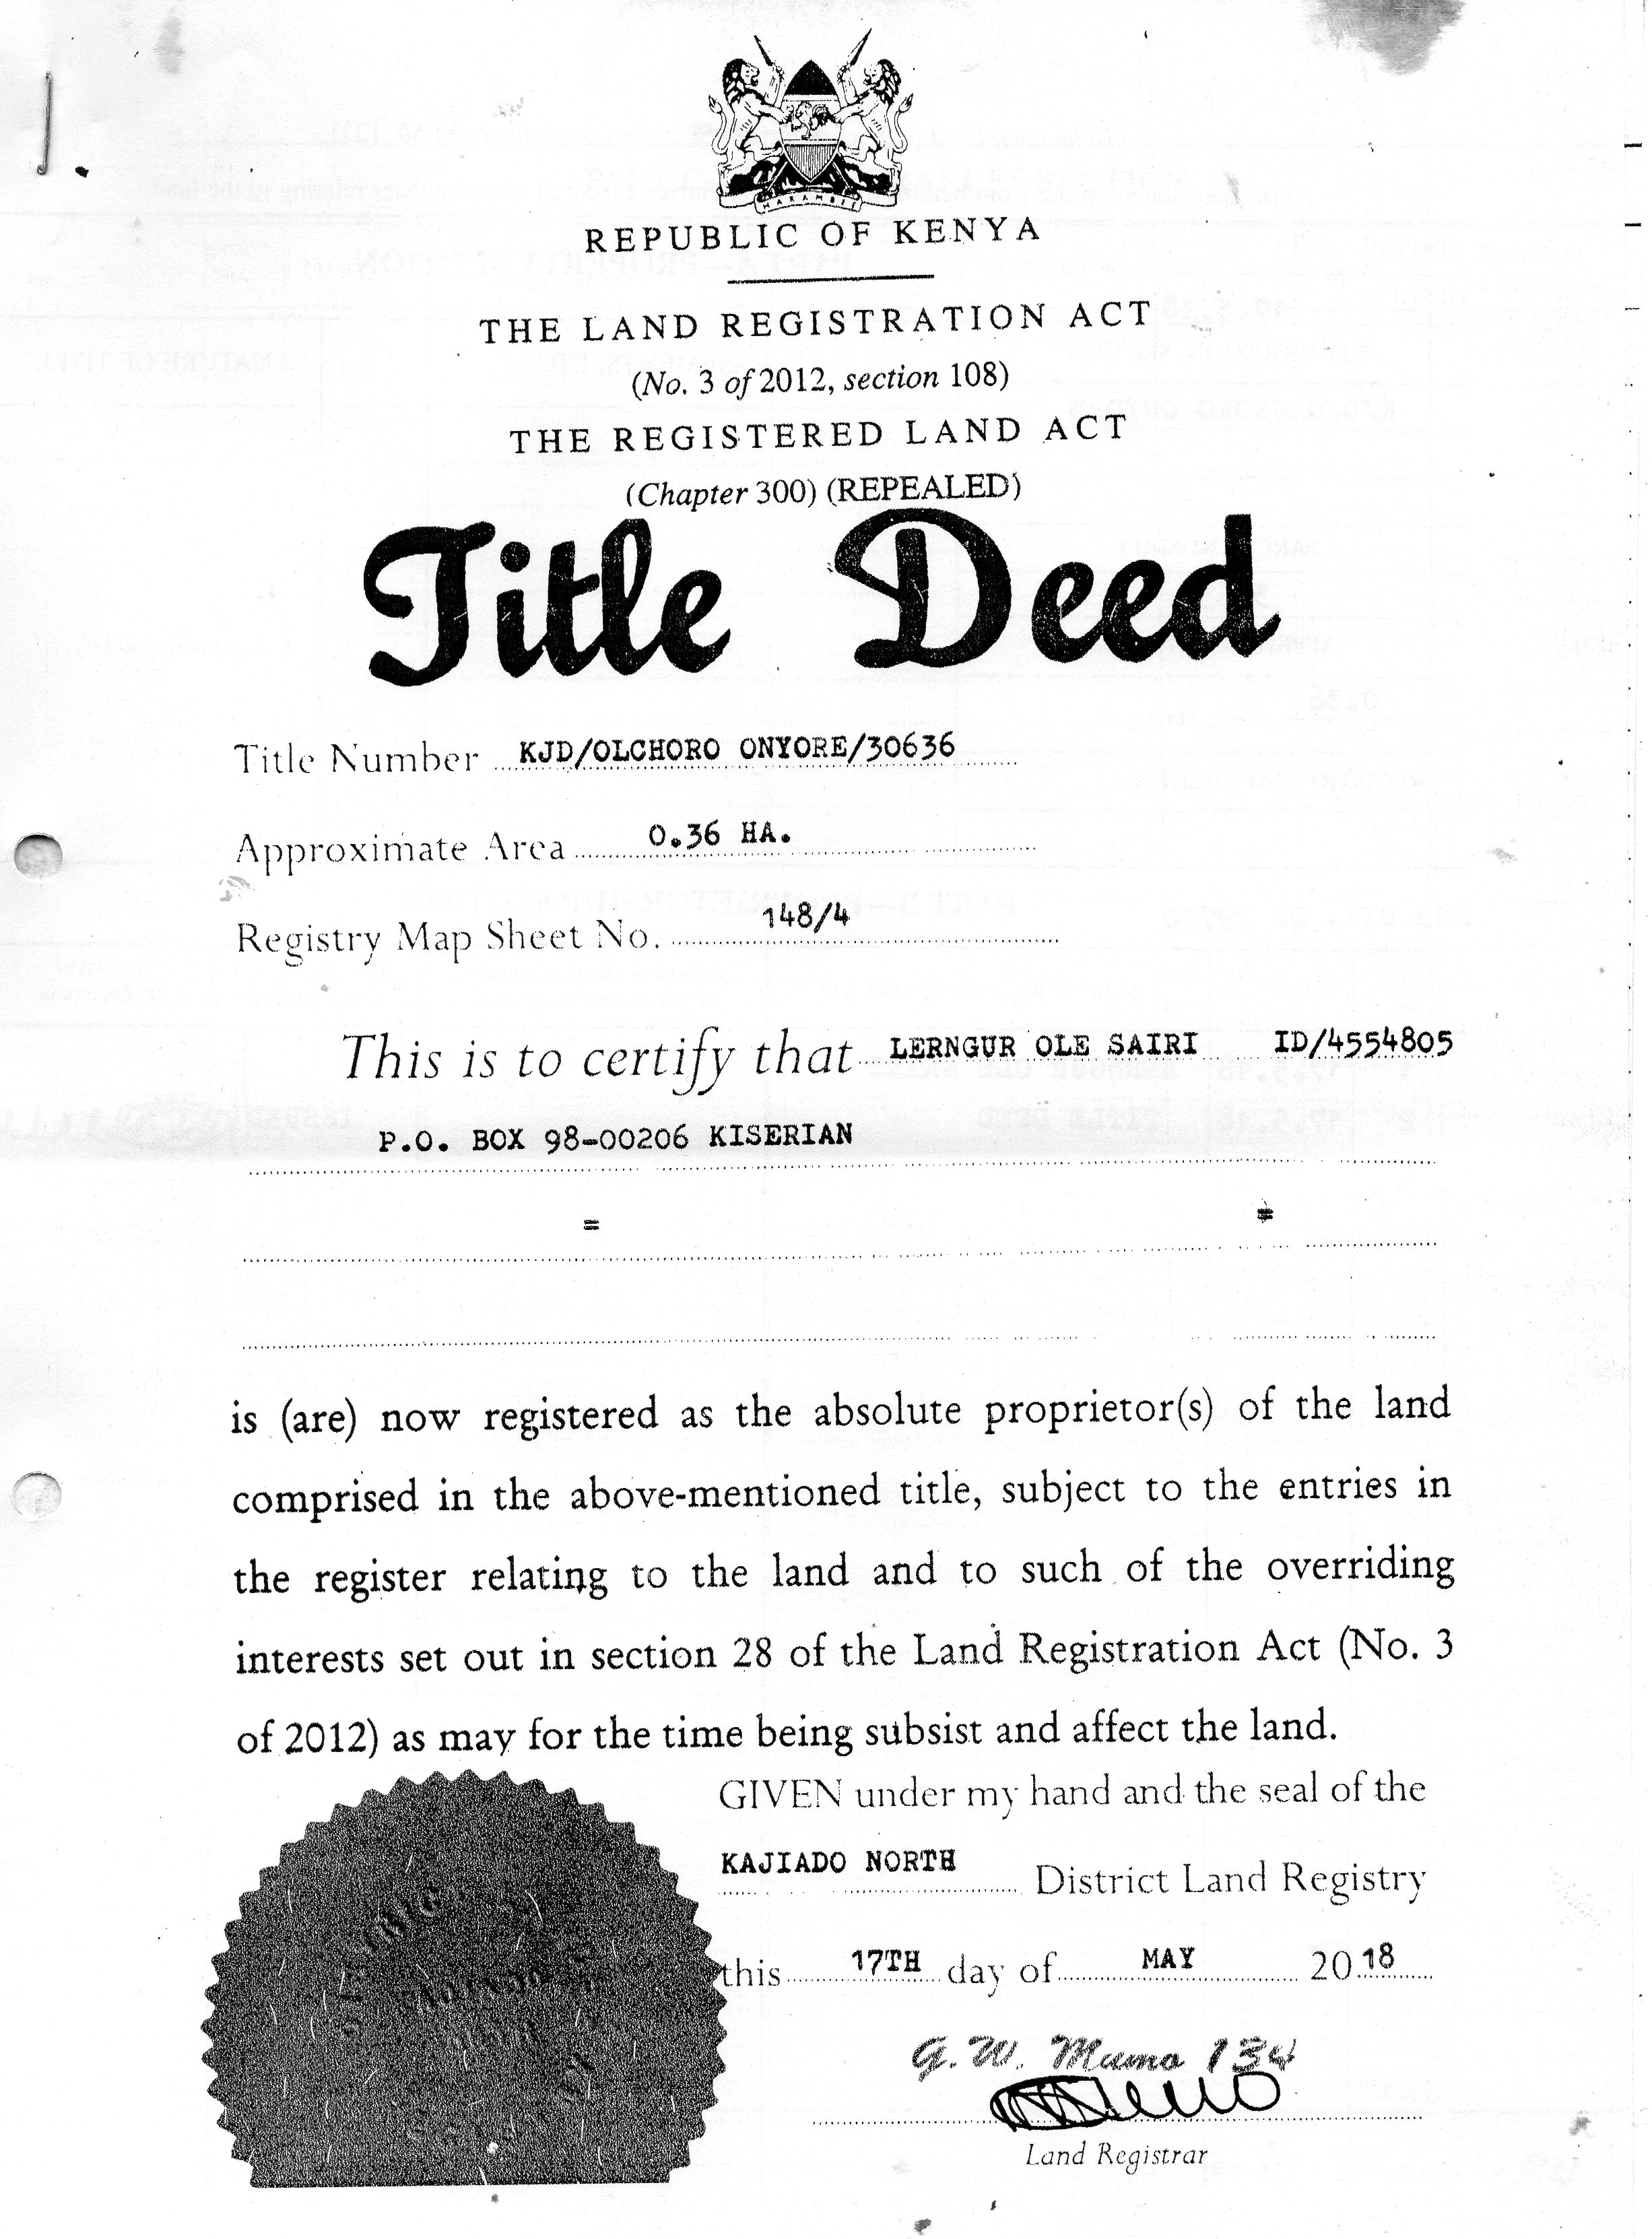 HARAMBEE
REPUBLIC OF KENYA
THE LAND REGISTRATION ACT
(No. 3 of 2012, section 108)
THE REGISTERED LAND ACT
(Chapter 300) (REPEALED)
Title Deed
Title Number KJD/OLCHORO ONYORE/30636
Approximate Area 0.36 HA.
Registry Map Sheet No. 148/4
This is to certify that LERNGUR OLE SAIRI ID/4554805
P.O. BOX 98-00206 KISERIAN
= =
is (are) now registered as the absolute proprietor(s) of the land
comprised in the above-mentioned title, subject to the entries in
the register relating to the land and to such of the overriding
interests set out in section 28 of the Land Registration Act (No. 3
of 2012) as may for the time being subsist and affect the land.
GIVEN under my hand and the seal of the
KAJIADO NORTH District Land Registry
this 17TH day of MAY 2018
G. W. Mumo 134
Land Registrar